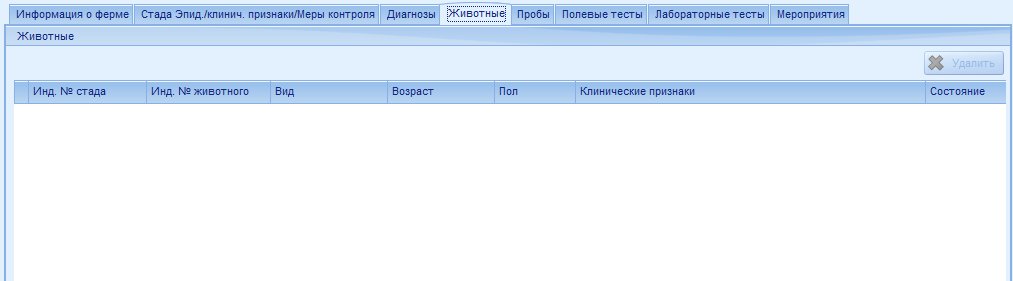 Информация о ферме Стада Эпид./клинич. признаки/Меры контроля Диагнозы Животные Пробы Полевые тесты Лабораторные тесты Мероприятия
Животные
Удалить
Инд. № стада Инд. № животного Вид Возраст Пол Клинические признаки Состояние